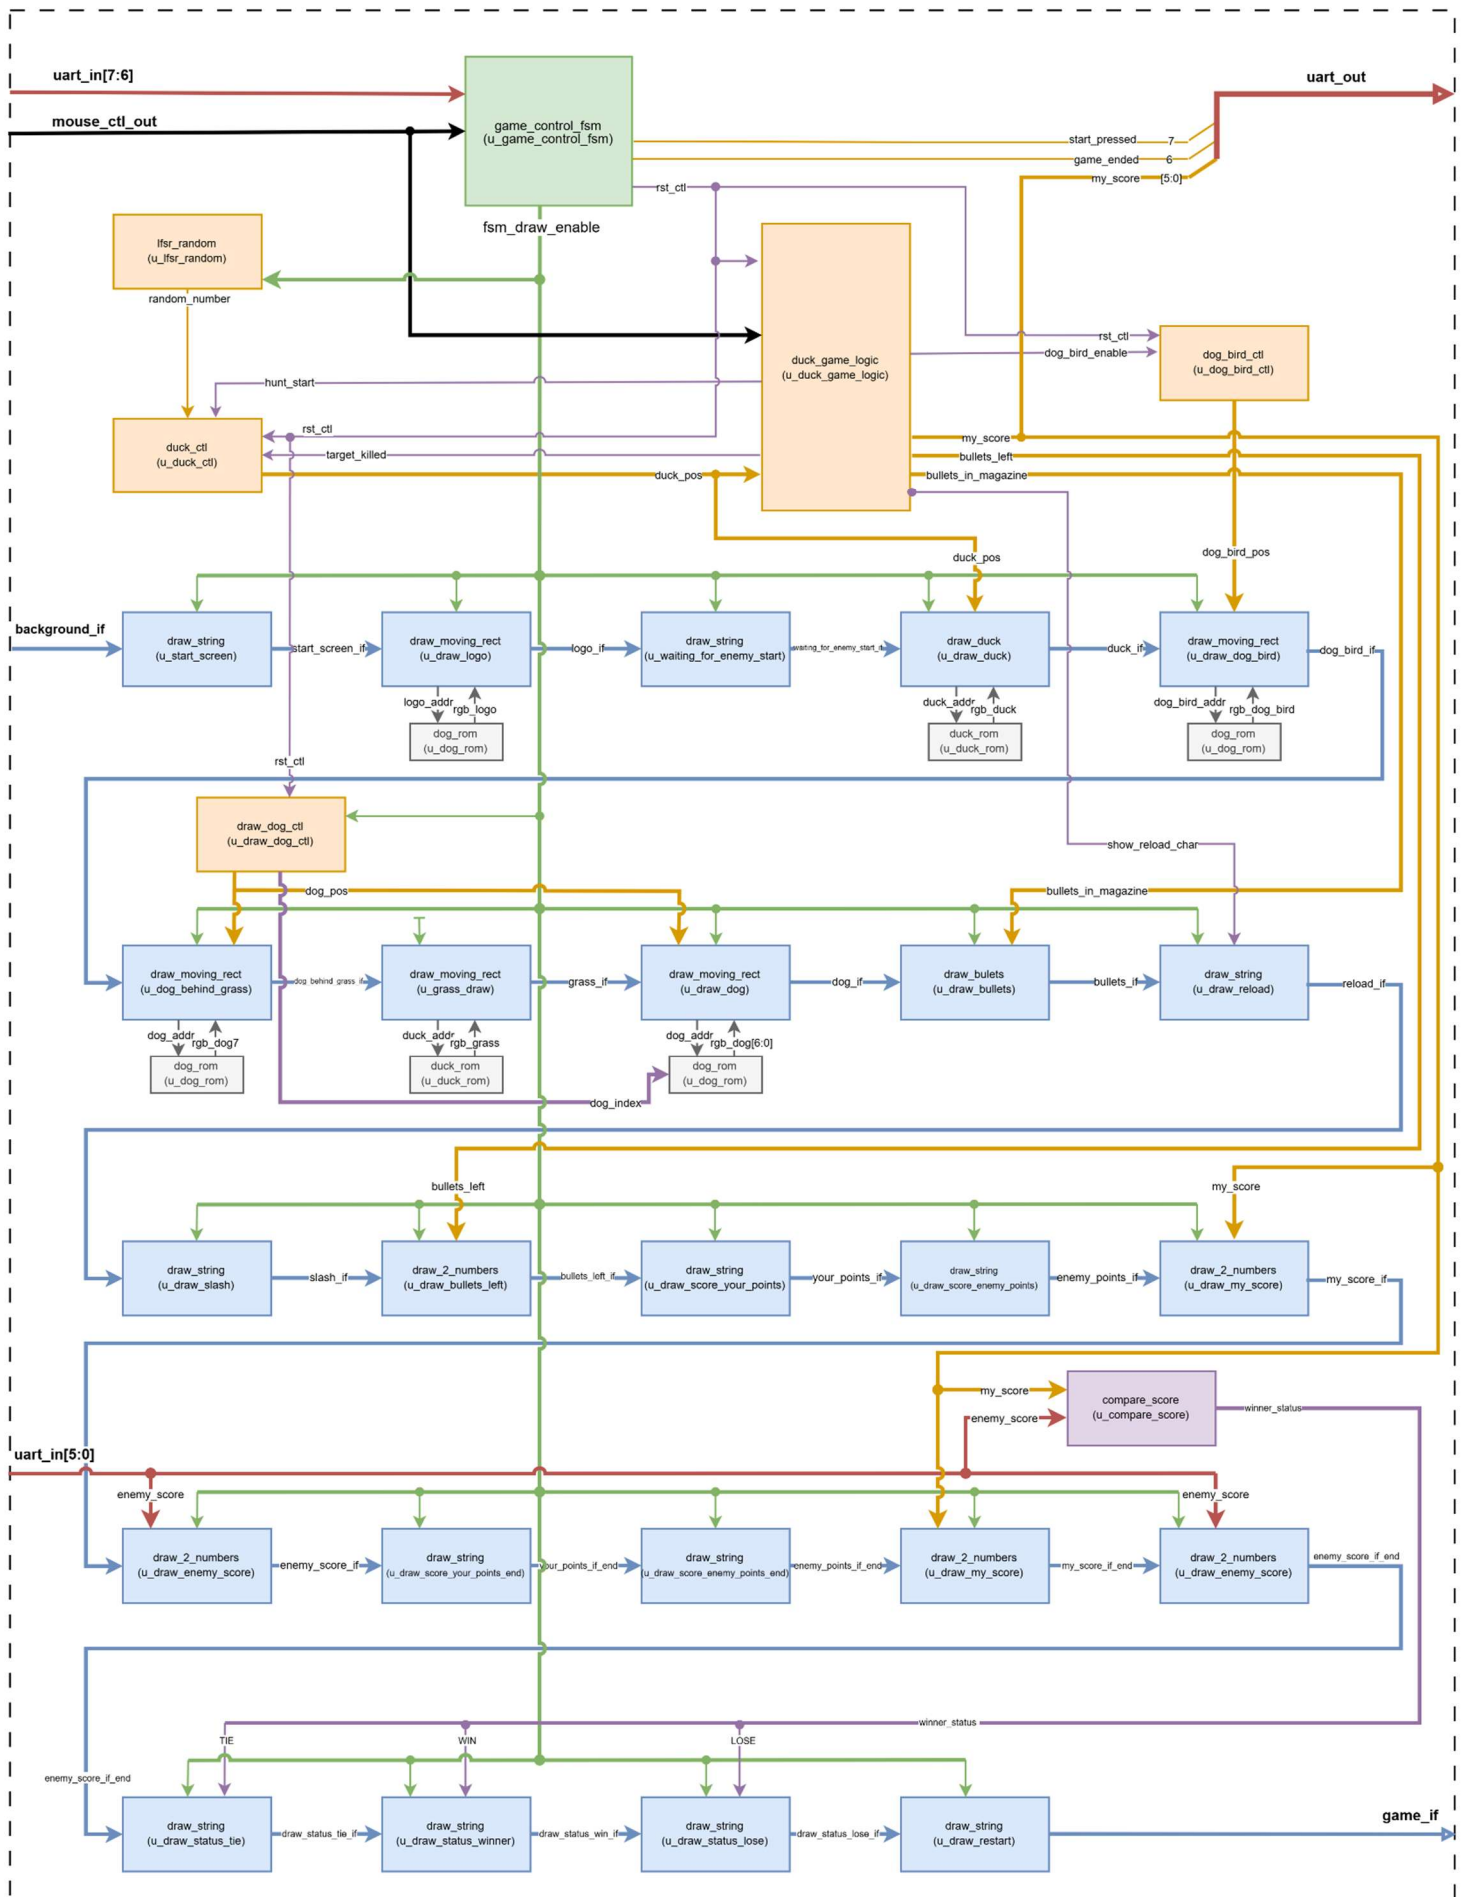 uart_in[7:6]
uart_out
mouse_ctl_out
game_control_fsm
(u_game_control_fsm)
start_pressed
7
game_ended
6
my_score
[5:0]
rst_ctl
fsm_draw_enable
lfsr_random
(u_lfsr_random)
random_number
duck_game_logic
(u_duck_game_logic)
rst_ctl
dog_bird_enable
dog_bird_ctl
(u_dog_bird_ctl)
hunt_start
rst_ctl
duck_ctl
(u_duck_ctl)
target_killed
my_score
bullets_left
duck_pos
bullets_in_magazine
duck_pos
dog_bird_pos
background_if
draw_string
(u_start_screen)
start_screen_if
draw_moving_rect
(u_draw_logo)
logo_if
draw_string
(u_waiting_for_enemy_start)
waiting_for_enemy_start_if
draw_duck
(u_draw_duck)
duck_if
draw_moving_rect
(u_draw_dog_bird)
dog_bird_if
logo_addr
rgb_logo
duck_addr
rgb_duck
dog_bird_addr
rgb_dog_bird
dog_rom
(u_dog_rom)
duck_rom
(u_duck_rom)
dog_rom
(u_dog_rom)
rst_ctl
draw_dog_ctl
(u_draw_dog_ctl)
show_reload_char
dog_pos
bullets_in_magazine
draw_moving_rect
(u_dog_behind_grass)
dog_behind_grass_if
draw_moving_rect
(u_grass_draw)
grass_if
draw_moving_rect
(u_draw_dog)
dog_if
draw_bulets
(u_draw_bullets)
bullets_if
draw_string
(u_draw_reload)
reload_if
dog_addr
rgb_dog7
duck_addr
rgb_grass
dog_addr
rgb_dog[6:0]
dog_rom
(u_dog_rom)
duck_rom
(u_duck_rom)
dog_rom
(u_dog_rom)
dog_index
bullets_left
my_score
draw_string
(u_draw_slash)
slash_if
draw_2_numbers
(u_draw_bullets_left)
bullets_left_if
draw_string
(u_draw_score_your_points)
your_points_if
draw_string
(u_draw_score_enemy_points)
enemy_points_if
draw_2_numbers
(u_draw_my_score)
my_score_if
my_score
enemy_score
compare_score
(u_compare_score)
winner_status
uart_in[5:0]
enemy_score
enemy_score
draw_2_numbers
(u_draw_enemy_score)
enemy_score_if
draw_string
(u_draw_score_your_points_end)
your_points_if_end
draw_string
(u_draw_score_enemy_points_end)
enemy_points_if_end
draw_2_numbers
(u_draw_my_score)
my_score_if_end
draw_2_numbers
(u_draw_enemy_score)
enemy_score_if_end
winner_status
TIE
WIN
LOSE
enemy_score_if_end
draw_string
(u_draw_status_tie)
draw_status_tie_if
draw_string
(u_draw_status_winner)
draw_status_win_if
draw_string
(u_draw_status_lose)
draw_status_lose_if
draw_string
(u_draw_restart)
game_if